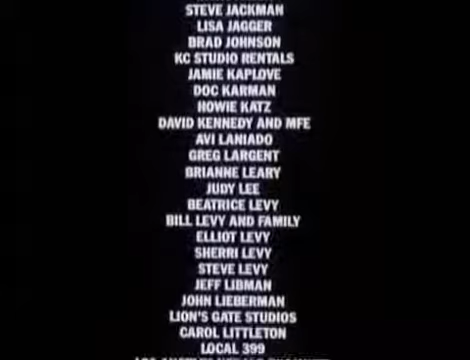 STEVE JACKMAN
LISA JAGGER
BRAD JOHNSON
KC STUDIO RENTALS
JAMIE KAPLOVE
DOC KARMAN
HOWIE KATZ
DAVID KENNEDY AND MFE
AVI LANIADO
GREG LARGENT
BRIANNE LEARY
JUDY LEE
BEATRICE LEVY
BILL LEVY AND FAMILY
ELLIOT LEVY
SHERRI LEVY
STEVE LEVY
JEFF LIBMAN
JOHN LIEBERMAN
LION'S GATE STUDIOS
CAROL LITTLETON
LOCAL 399